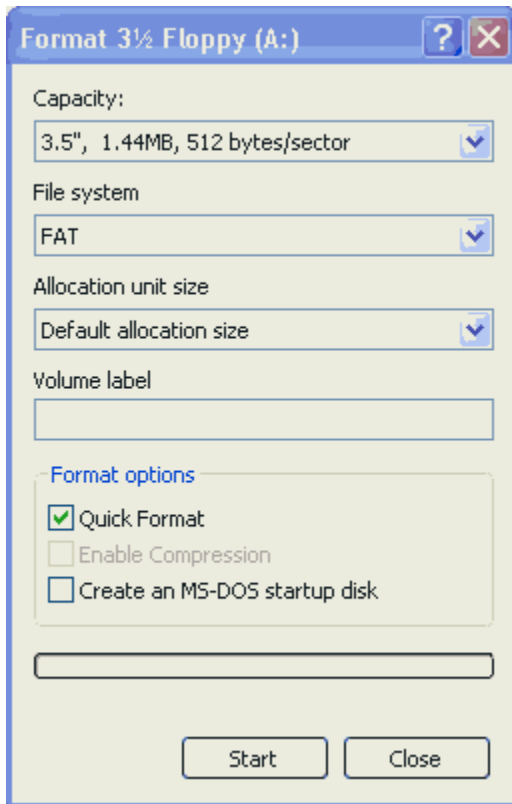 Format 3½ Floppy (A:)
Capacity:
3.5", 1.44MB, 512 bytes/sector
File system
FAT
Allocation unit size
Default allocation size
Volume label
Format options
Quick Format
Enable Compression
Create an MS-DOS startup disk
Start Close